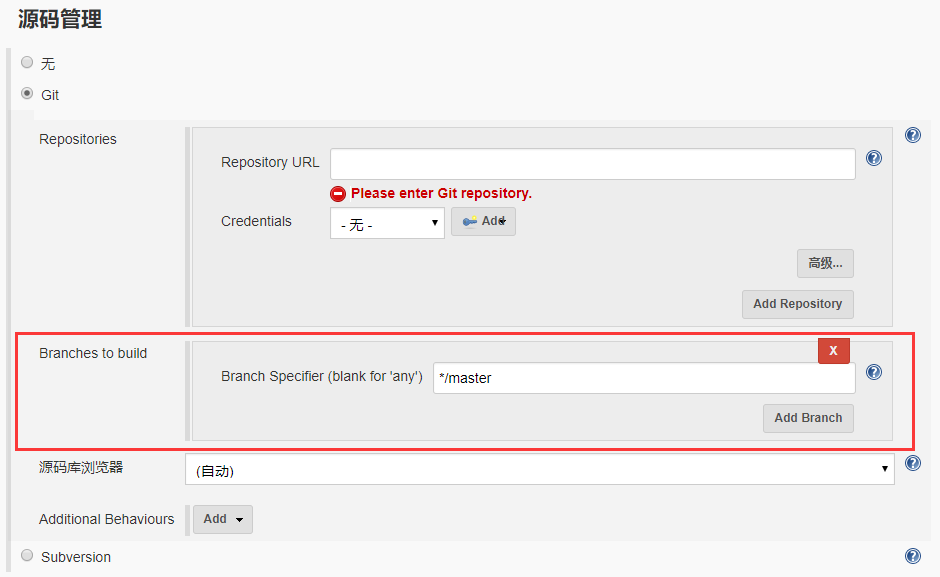 源码管理
无
Git
Repositories
Repository URL
Please enter Git repository.
Credentials
- 无 -
Add
高级...
Add Repository
Branches to build
X
Branch Specifier (blank for 'any')
*/master
Add Branch
源码库浏览器
(自动)
Additional Behaviours
Add
Subversion